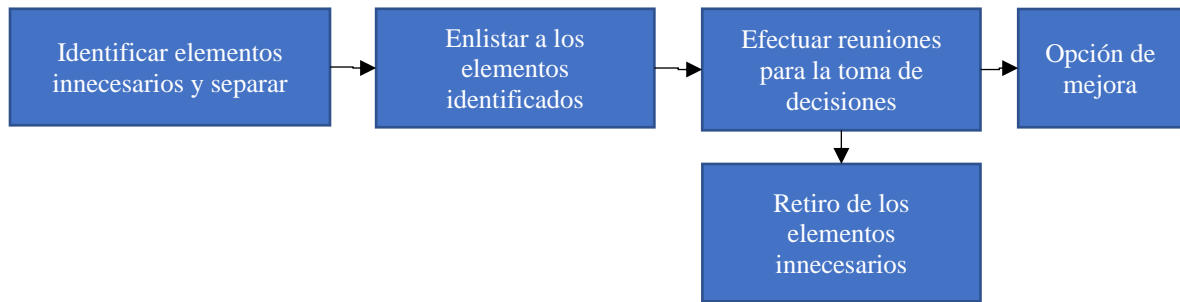 Identificar elementos
innecesarios y separar
Enlistar a los
elementos
identificados
Efectuar reuniones
para la toma de
decisiones
Opción de
mejora
Retiro de los
elementos
innecesarios